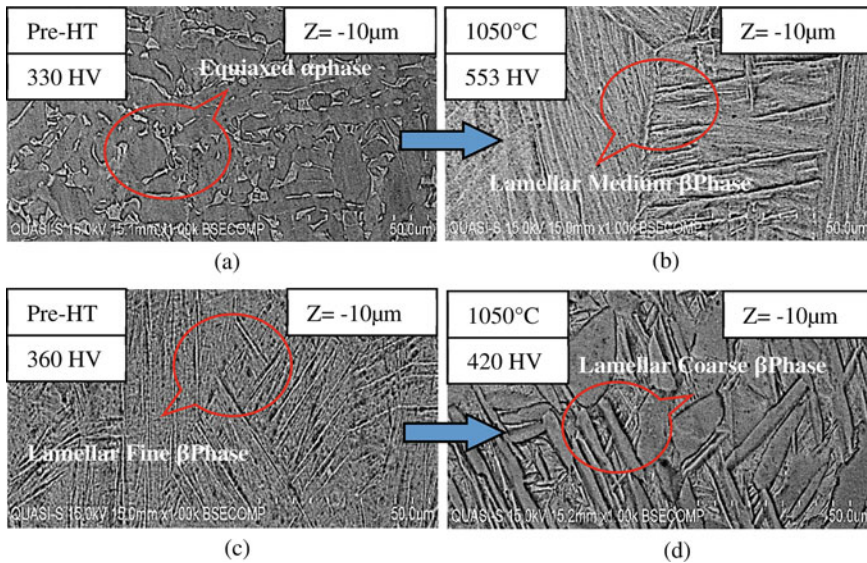 Pre-HT
Z= -10μm
330 HV
Equiaxed αphase
QUASI-S 15.0kV 15.1mm x1.00k BSECOMP
50.0um
(a)
1050°C
Z= -10μm
553 HV
Lamellar Medium βPhase
QUASI-S 15.0kV 15.1mm x1.00k BSECOMP
50.0um
(b)
Pre-HT
Z= -10μm
360 HV
Lamellar Fine βPhase
QUASI-S 15.0kV 15.0mm x1.00k BSECOMP
50.0um
(c)
1050°C
Z= -10μm
420 HV
Lamellar Coarse βPhase
QUASI-S 15.0kV 15.2mm x1.00k BSECOMP
50.0um
(d)